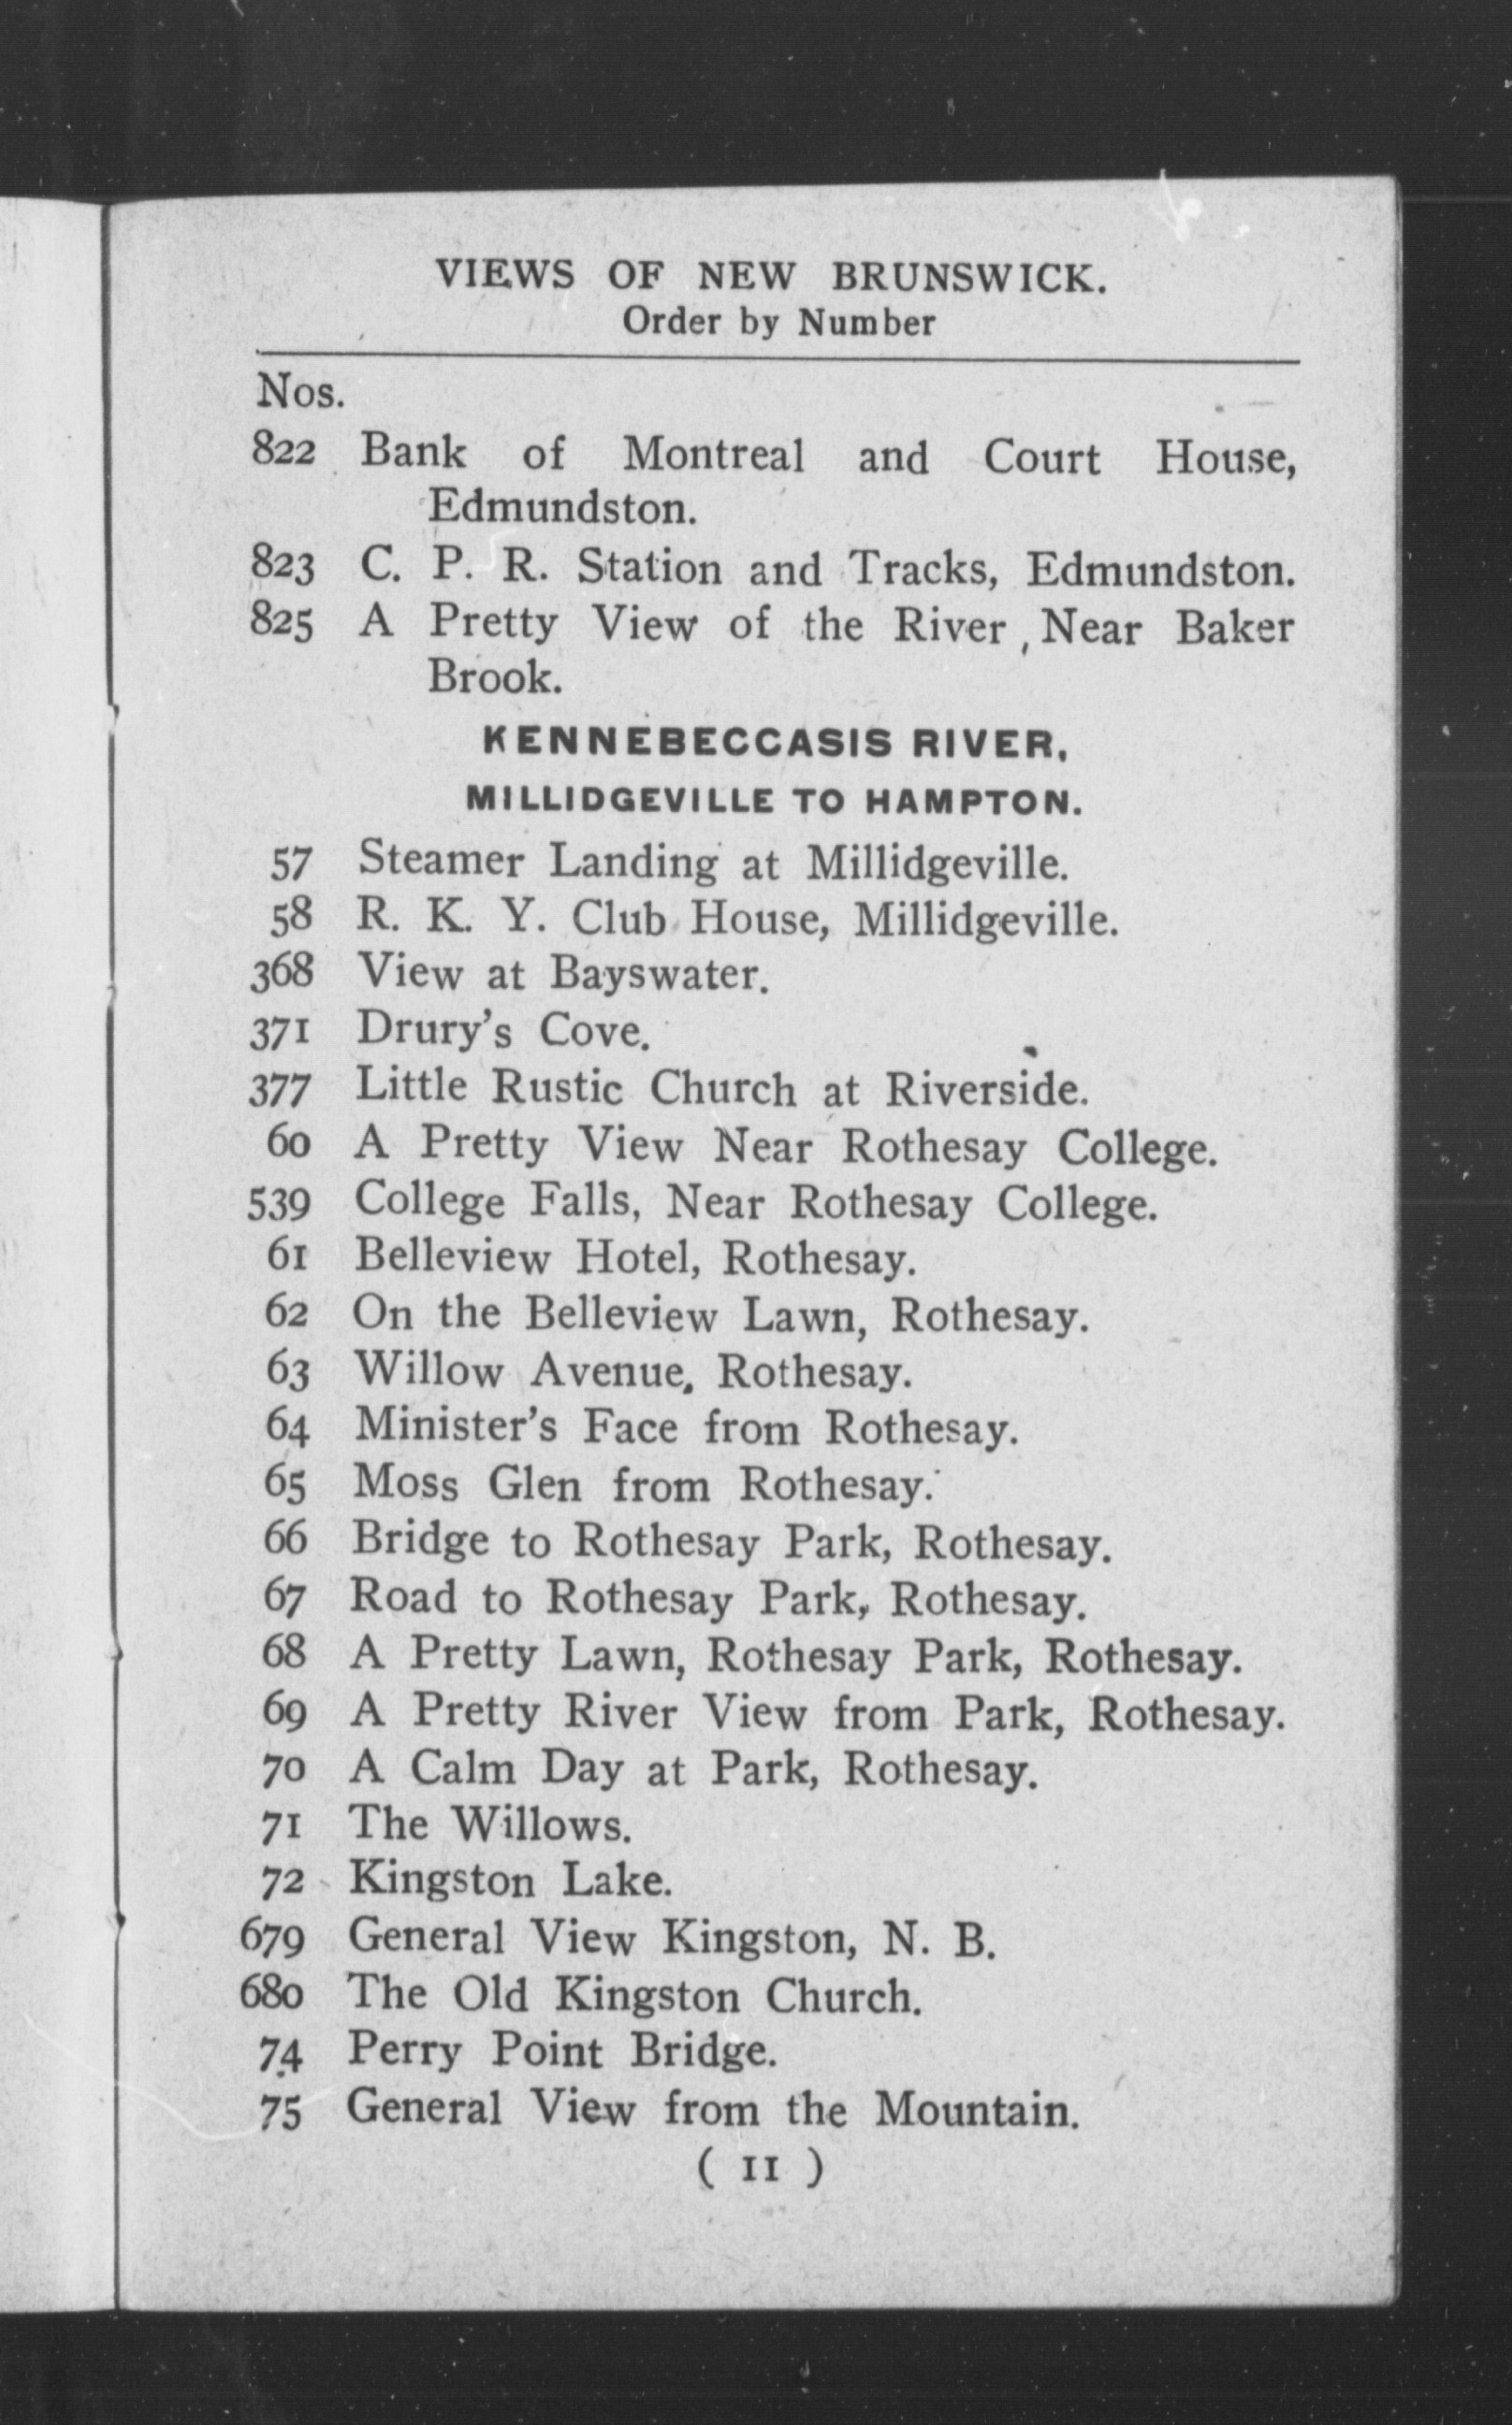 VIEWS OF NEW BRUNSWICK.
Order by Number
Nos.
822 Bank of Montreal and Court House,
Edmundston.
823 C. P. R. Station and Tracks, Edmundston.
825 A Pretty View of the River, Near Baker
Brook.
KENNEBECCASIS RIVER,
MILLIDGEVILLE TO HAMPTON.
57 Steamer Landing at Millidgeville.
58 R. K. Y. Club House, Millidgeville.
368 View at Bayswater.
371 Drury's Cove.
377 Little Rustic Church at Riverside.
60 A Pretty View Near Rothesay College.
539 College Falls, Near Rothesay College.
61 Belleview Hotel, Rothesay.
62 On the Belleview Lawn, Rothesay.
63 Willow Avenue, Rothesay.
64 Minister's Face from Rothesay.
65 Moss Glen from Rothesay.
66 Bridge to Rothesay Park, Rothesay.
67 Road to Rothesay Park, Rothesay.
68 A Pretty Lawn, Rothesay Park, Rothesay.
69 A Pretty River View from Park, Rothesay.
70 A Calm Day at Park, Rothesay.
71 The Willows.
72 Kingston Lake.
679 General View Kingston, N. B.
680 The Old Kingston Church.
74 Perry Point Bridge.
75 General View from the Mountain.
( 11 )